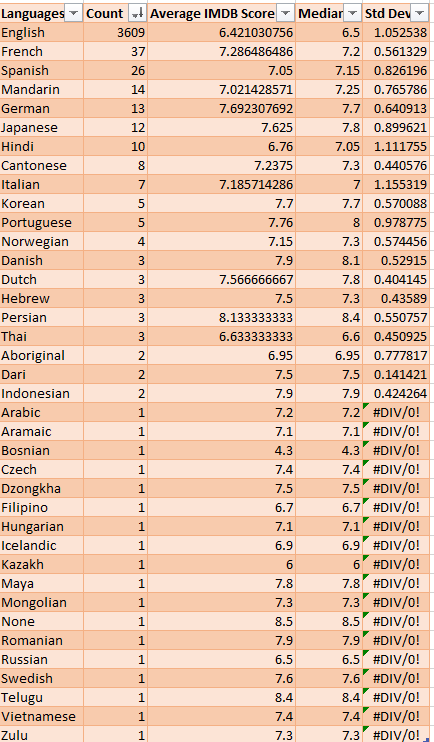 Languages Count Average IMDB Score Median Std Dev
English 3609 6.421030756 6.5 1.052538
French 37 7.286486486 7.2 0.561329
Spanish 26 7.05 7.15 0.826196
Mandarin 14 7.021428571 7.25 0.765786
German 13 7.692307692 7.7 0.640913
Japanese 12 7.625 7.8 0.899621
Hindi 10 6.76 7.05 1.111755
Cantonese 8 7.2375 7.3 0.440576
Italian 7 7.185714286 7 1.155319
Korean 5 7.7 7.7 0.570088
Portuguese 5 7.76 8 0.978775
Norwegian 4 7.15 7.3 0.574456
Danish 3 7.9 8.1 0.52915
Dutch 3 7.566666667 7.8 0.404145
Hebrew 3 7.5 7.3 0.43589
Persian 3 8.133333333 8.4 0.550757
Thai 3 6.633333333 6.6 0.450925
Aboriginal 2 6.95 6.95 0.777817
Dari 2 7.5 7.5 0.141421
Indonesian 2 7.9 7.9 0.424264
Arabic 1 7.2 7.2 #DIV/0!
Aramaic 1 7.1 7.1 #DIV/0!
Bosnian 1 4.3 4.3 #DIV/0!
Czech 1 7.4 7.4 #DIV/0!
Dzongkha 1 7.5 7.5 #DIV/0!
Filipino 1 6.7 6.7 #DIV/0!
Hungarian 1 7.1 7.1 #DIV/0!
Icelandic 1 6.9 6.9 #DIV/0!
Kazakh 1 6 6 #DIV/0!
Maya 1 7.8 7.8 #DIV/0!
Mongolian 1 7.3 7.3 #DIV/0!
None 1 8.5 8.5 #DIV/0!
Romanian 1 7.9 7.9 #DIV/0!
Russian 1 6.5 6.5 #DIV/0!
Swedish 1 7.6 7.6 #DIV/0!
Telugu 1 8.4 8.4 #DIV/0!
Vietnamese 1 7.4 7.4 #DIV/0!
Zulu 1 7.3 7.3 #DIV/0!